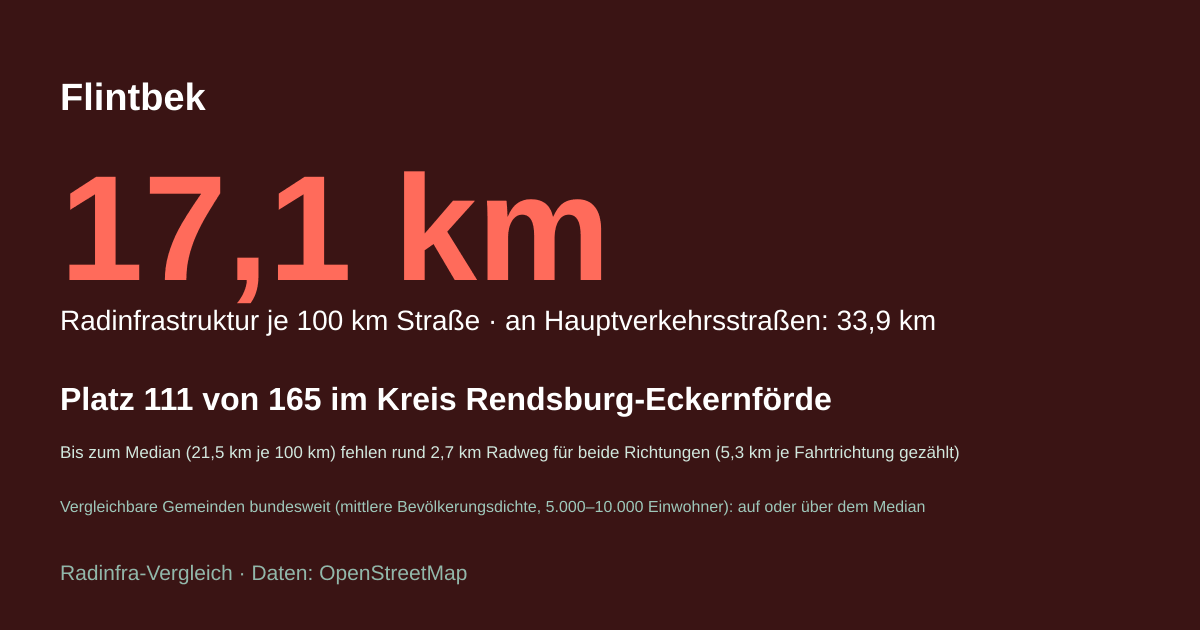 Flintbek
17,1 km
Radinfrastruktur je 100 km Straße · an Hauptverkehrsstraßen: 33,9 km
Platz 111 von 165 im Kreis Rendsburg-Eckernförde
Bis zum Median (21,5 km je 100 km) fehlen rund 2,7 km Radweg für beide Richtungen (5,3 km je Fahrtrichtung gezählt)
Vergleichbare Gemeinden bundesweit (mittlere Bevölkerungsdichte, 5.000–10.000 Einwohner): auf oder über dem Median
Radinfra-Vergleich · Daten: OpenStreetMap